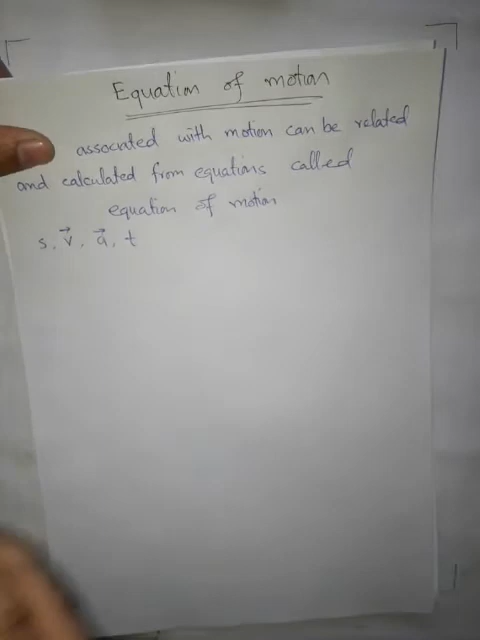 Equation of motion
associated with motion can be related
and calculated from equations called
equation of motion
s, v⃗, a⃗, t